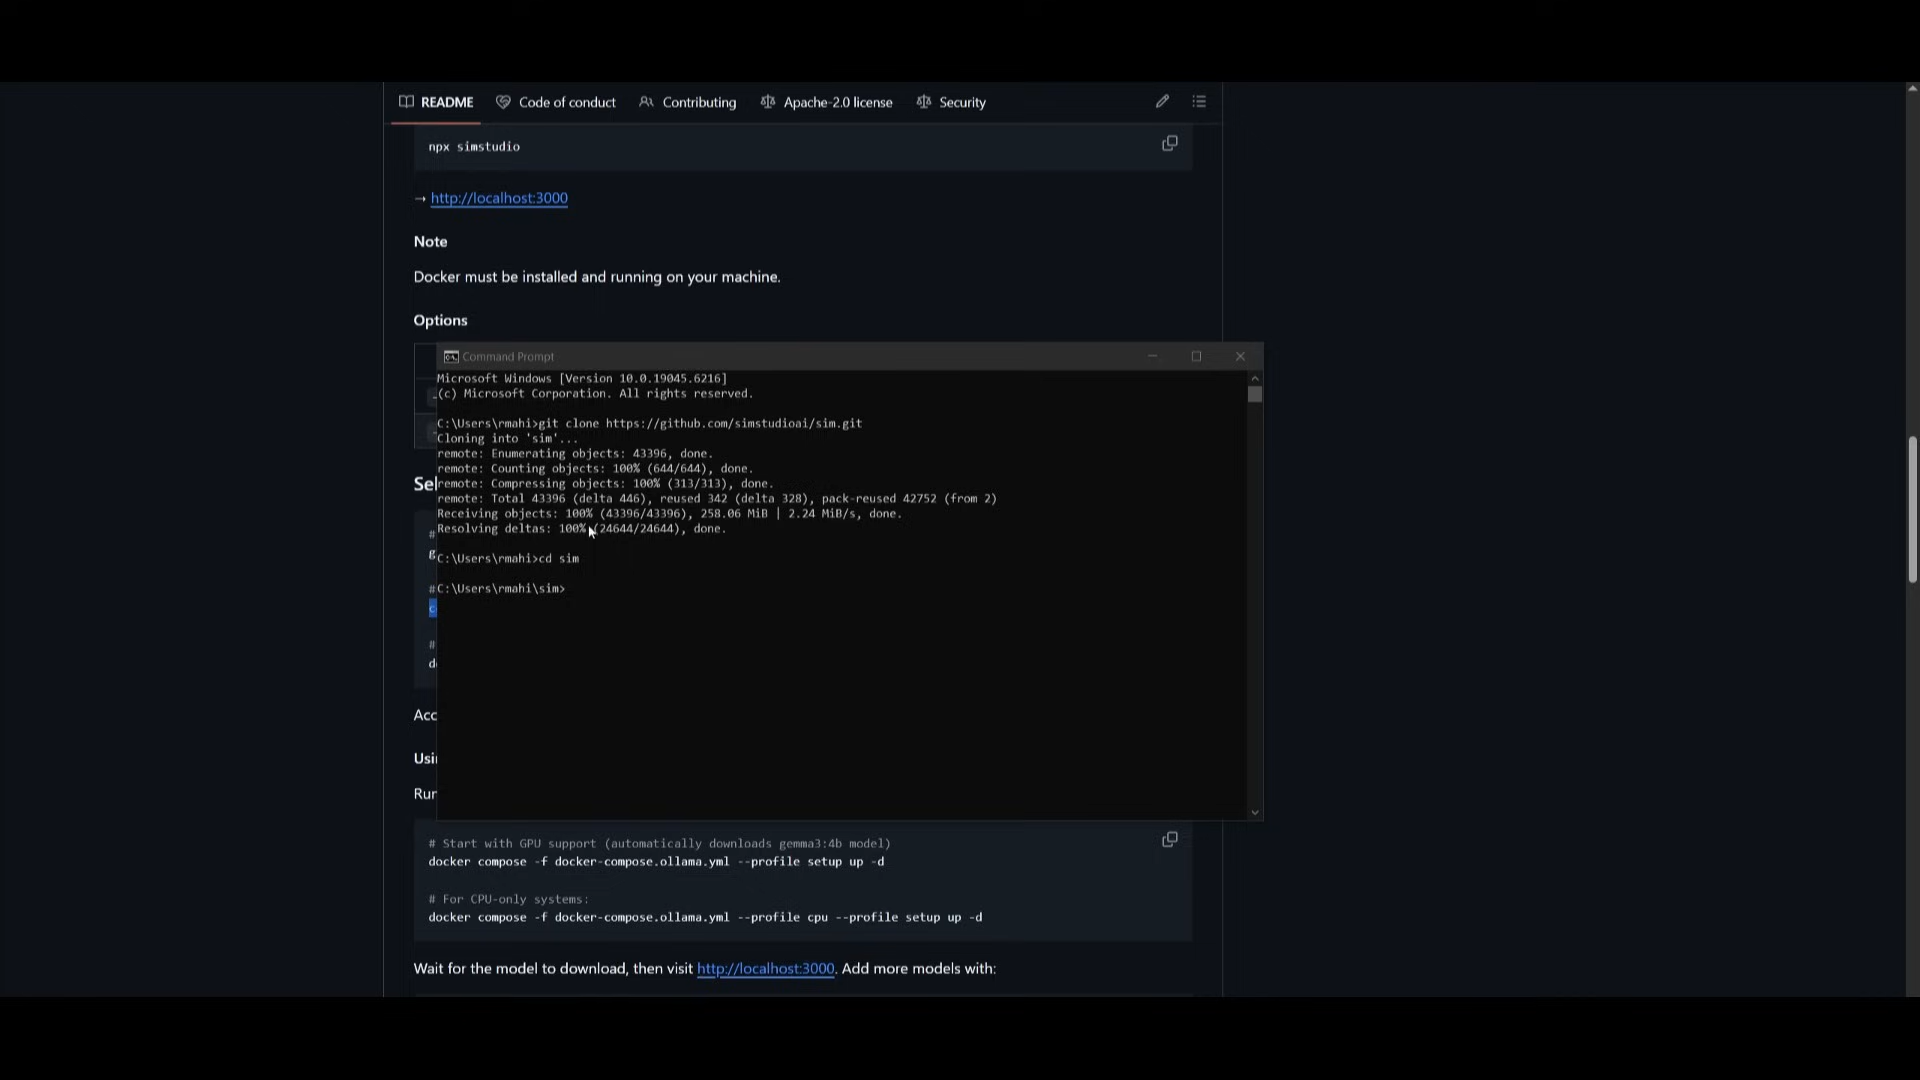 README
Code of conduct
Contributing
Apache-2.0 license
Security
npx simstudio
→ http://localhost:3000
Note
Docker must be installed and running on your machine.
Options
Command Prompt
Microsoft Windows [Version 10.0.19045.6216]
(c) Microsoft Corporation. All rights reserved.
C:\Users\rmahi>git clone https://github.com/simstudioai/sim.git
Cloning into 'sim'...
remote: Enumerating objects: 43396, done.
remote: Counting objects: 100% (644/644), done.
Sel
remote: Compressing objects: 100% (313/313), done.
remote: Total 43396 (delta 446), reused 342 (delta 328), pack-reused 42752 (from 2)
Receiving objects: 100% (43396/43396), 258.06 MiB | 2.24 MiB/s, done.
#
Resolving deltas: 100% (24644/24644), done.
g
C:\Users\rmahi>cd sim
#
C:\Users\rmahi\sim>
c
#
d
Acc
Usi
Rur
# Start with GPU support (automatically downloads gemma3:4b model)
docker compose -f docker-compose.ollama.yml --profile setup up -d
# For CPU-only systems:
docker compose -f docker-compose.ollama.yml --profile cpu --profile setup up -d
Wait for the model to download, then visit http://localhost:3000. Add more models with: